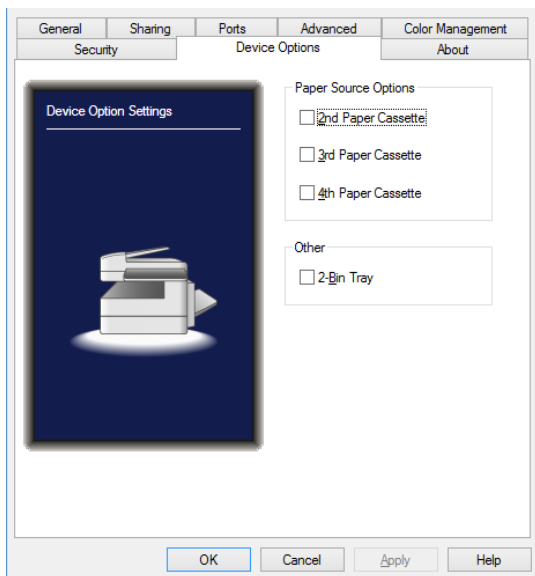 General Sharing Ports Advanced Color Management
Security Device Options About
Device Option Settings
Paper Source Options
2nd Paper Cassette
3rd Paper Cassette
4th Paper Cassette
Other
2-Bin Tray
OK Cancel Apply Help